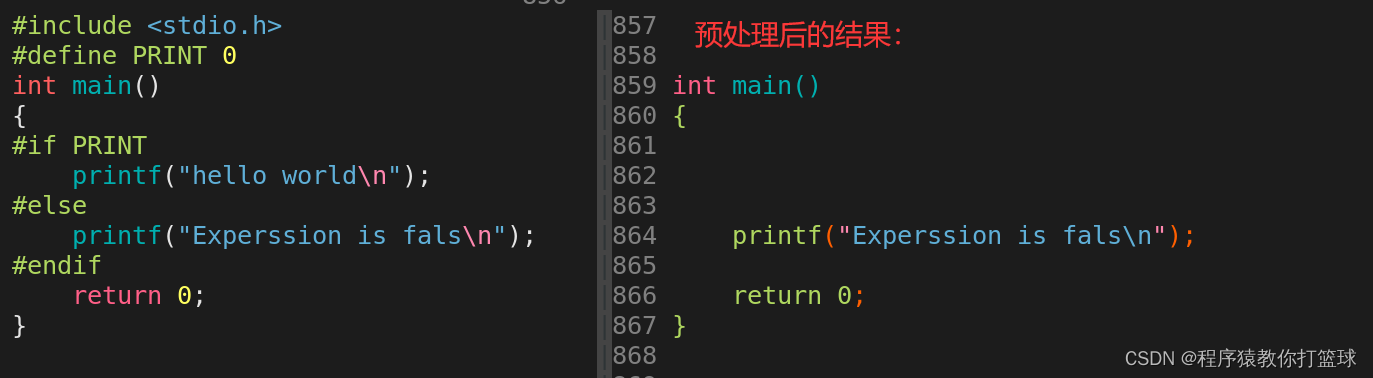 #include <stdio.h>
#define PRINT 0
int main()
{
#if PRINT
    printf("hello world\n");
#else
    printf("Experssion is fals\n");
#endif
    return 0;
}
857 预处理后的结果：
858
859 int main()
860 {
861
862
863
864     printf("Experssion is fals\n");
865
866     return 0;
867 }
868
CSDN @程序猿教你打篮球